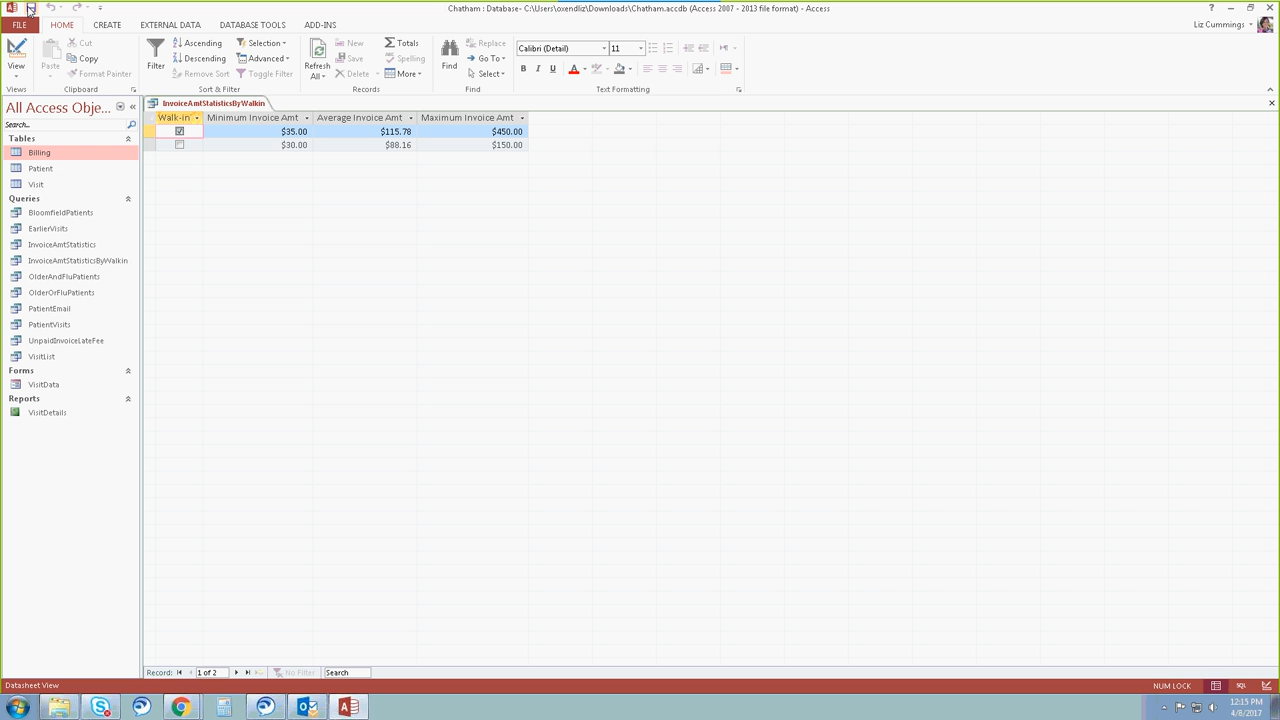 Chatham : Database- C:\Users\oxendliz\Downloads\Chatham.accdb (Access 2007 - 2013 file format) - Access
FILE HOME CREATE EXTERNAL DATA DATABASE TOOLS ADD-INS
Liz Cummings
View
Views
Paste
Cut
Copy
Format Painter
Clipboard
Filter
Ascending
Descending
Remove
Selection
Advanced
Toggle Filter
Sort & Filter
Refresh
All
New
Save
Delete
Totals
Spelling
More
Records
Find
Replace
Go To
Select
Find
Calibri (Detail) 11
B I U A
Text Formatting
All Access Obje...
Search...
Tables
Billing
Patient
Visit
Queries
BloomfieldPatients
EarlierVisits
InvoiceAmtStatistics
InvoiceAmtStatisticsByWalkin
OlderAndFluPatients
OlderOrFluPatients
PatientEmail
PatientVisits
UnpaidInvoiceLateFee
VisitList
Forms
VisitData
Reports
VisitDetails
InvoiceAmtStatisticsByWalkin
Walk-in Minimum Invoice Amt Average Invoice Amt Maximum Invoice Amt
$35.00 $115.78 $450.00
$30.00 $88.16 $150.00
Record: 1 of 2 No Filter Search
Datasheet View
NUM LOCK SQL
12:15 PM
4/8/2017